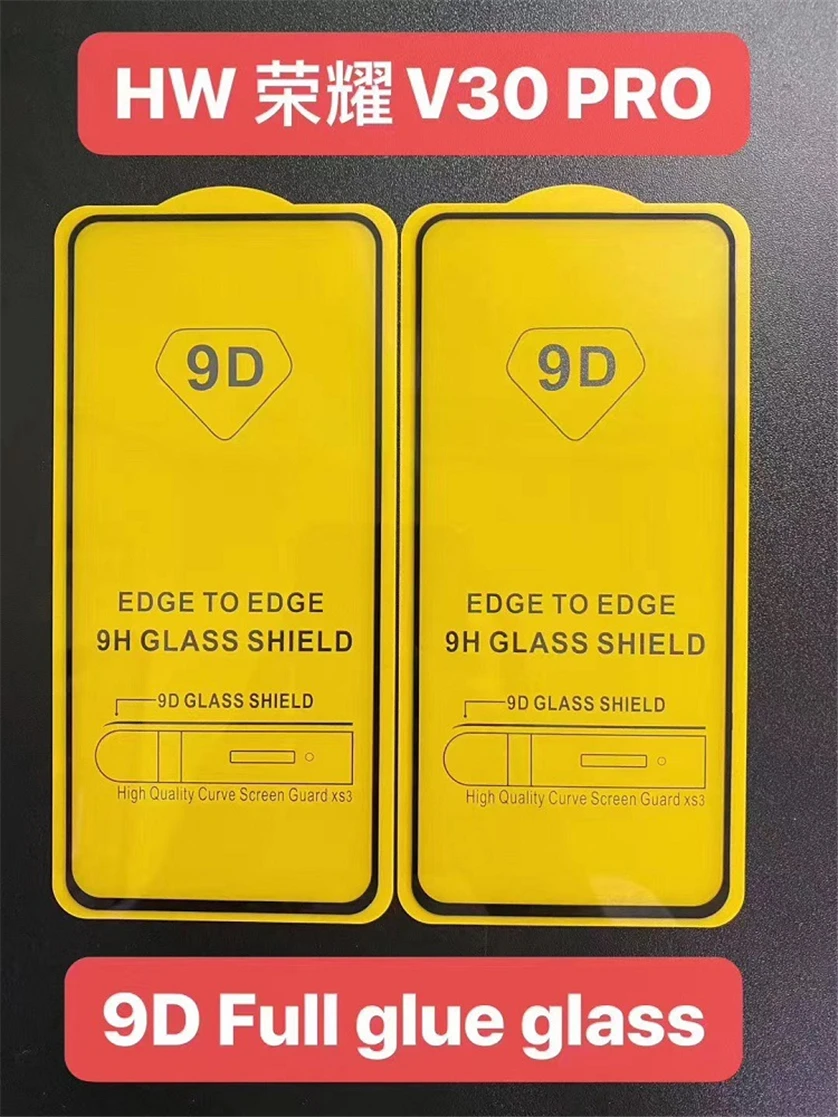 HW 荣耀 V30 PRO
9D
EDGE TO EDGE
9H GLASS SHIELD
9D GLASS SHIELD
High Quality Curve Screen Guard xs3
9D
EDGE TO EDGE
9H GLASS SHIELD
9D GLASS SHIELD
High Quality Curve Screen Guard xs3
9D Full glue glass